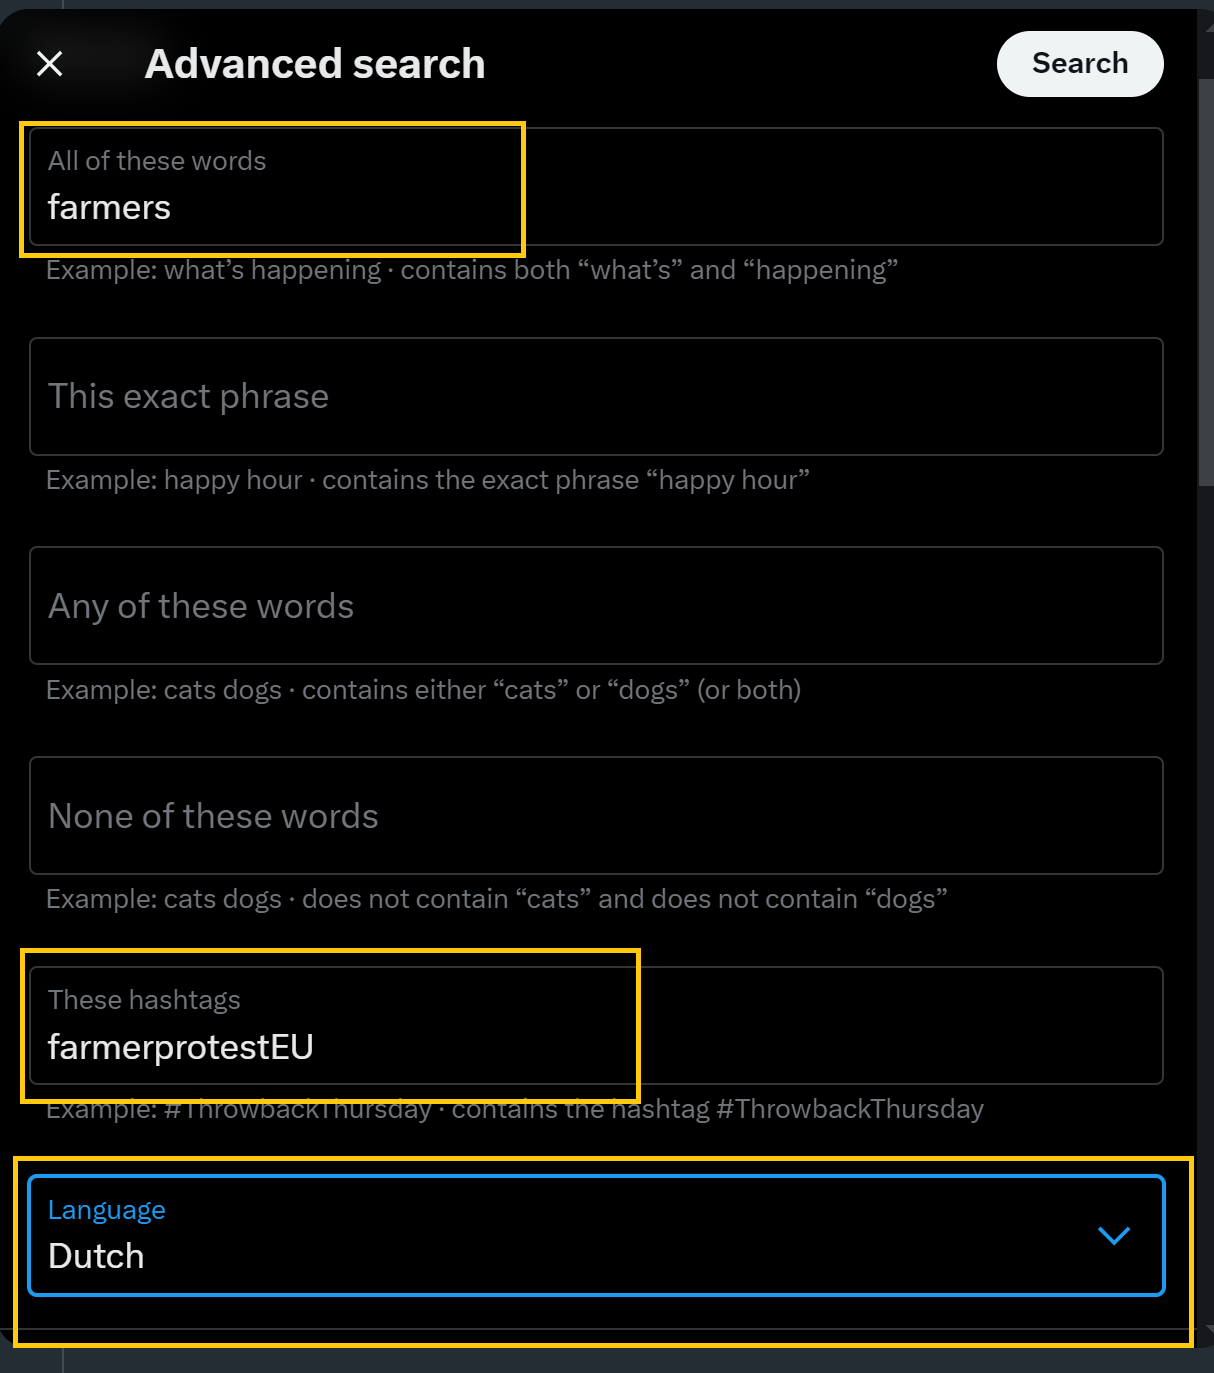 Advanced search
Search
All of these words
farmers
Example: what’s happening · contains both “what’s” and “happening”
This exact phrase
Example: happy hour · contains the exact phrase “happy hour”
Any of these words
Example: cats dogs · contains either “cats” or “dogs” (or both)
None of these words
Example: cats dogs · does not contain “cats” and does not contain “dogs”
These hashtags
farmerprotestEU
Example: #ThrowbackThursday · contains the hashtag #ThrowbackThursday
Language
Dutch